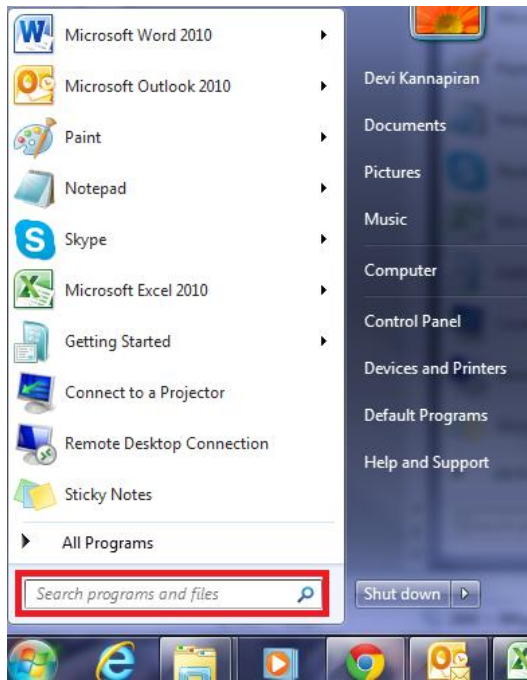 Microsoft Word 2010
Microsoft Outlook 2010
Paint
Notepad
Skype
Microsoft Excel 2010
Getting Started
Connect to a Projector
Remote Desktop Connection
Sticky Notes
All Programs
Search programs and files
Devi Kannapiran
Documents
Pictures
Music
Computer
Control Panel
Devices and Printers
Default Programs
Help and Support
Shut down